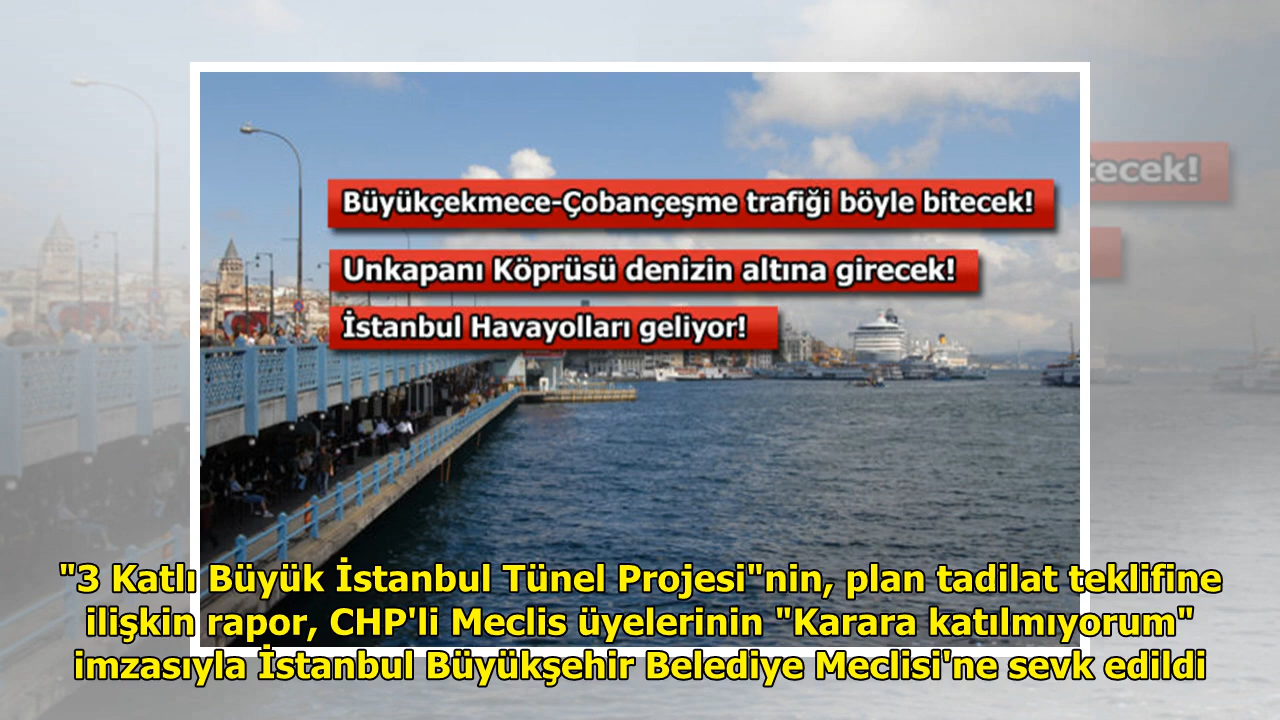 Büyükçekmece-Çobançeşme trafiği böyle bitecek!
tecek!
Unkapanı Köprüsü denizin altına girecek!
İstanbul Havayolları geliyor!
"3 Katlı Büyük İstanbul Tünel Projesi"nin, plan tadilat teklifine
ilişkin rapor, CHP'li Meclis üyelerinin "Karara katılmıyorum"
imzasıyla İstanbul Büyükşehir Belediye Meclisi'ne sevk edildi